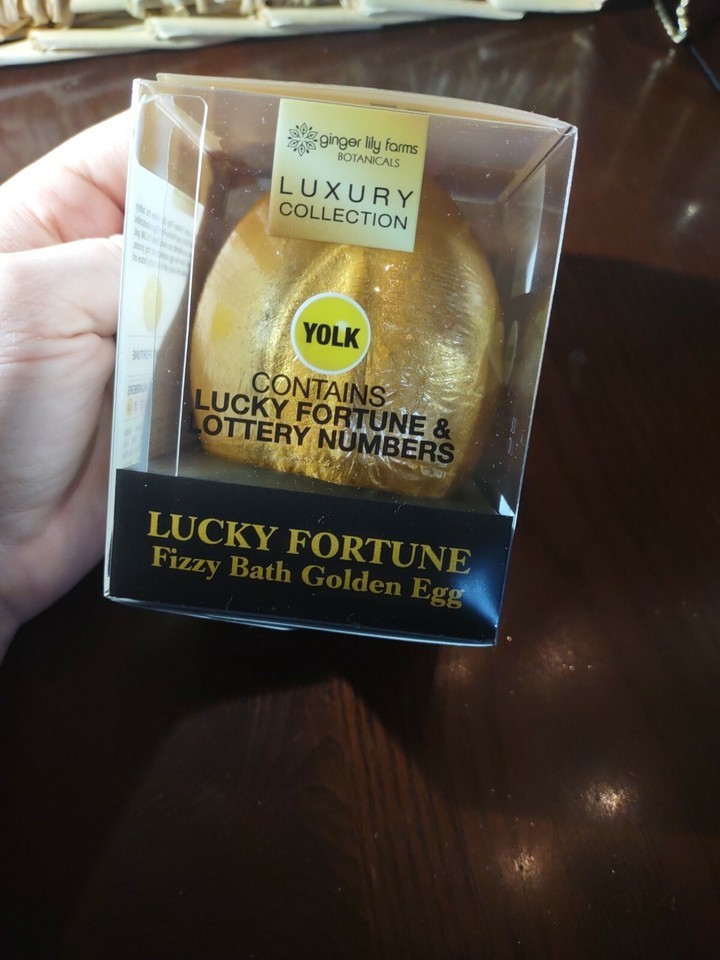 ginger lily farms
BOTANICALS
LUXURY
COLLECTION
YOLK
CONTAINS
LUCKY FORTUNE &
LOTTERY NUMBERS
LUCKY FORTUNE
Fizzy Bath Golden Egg